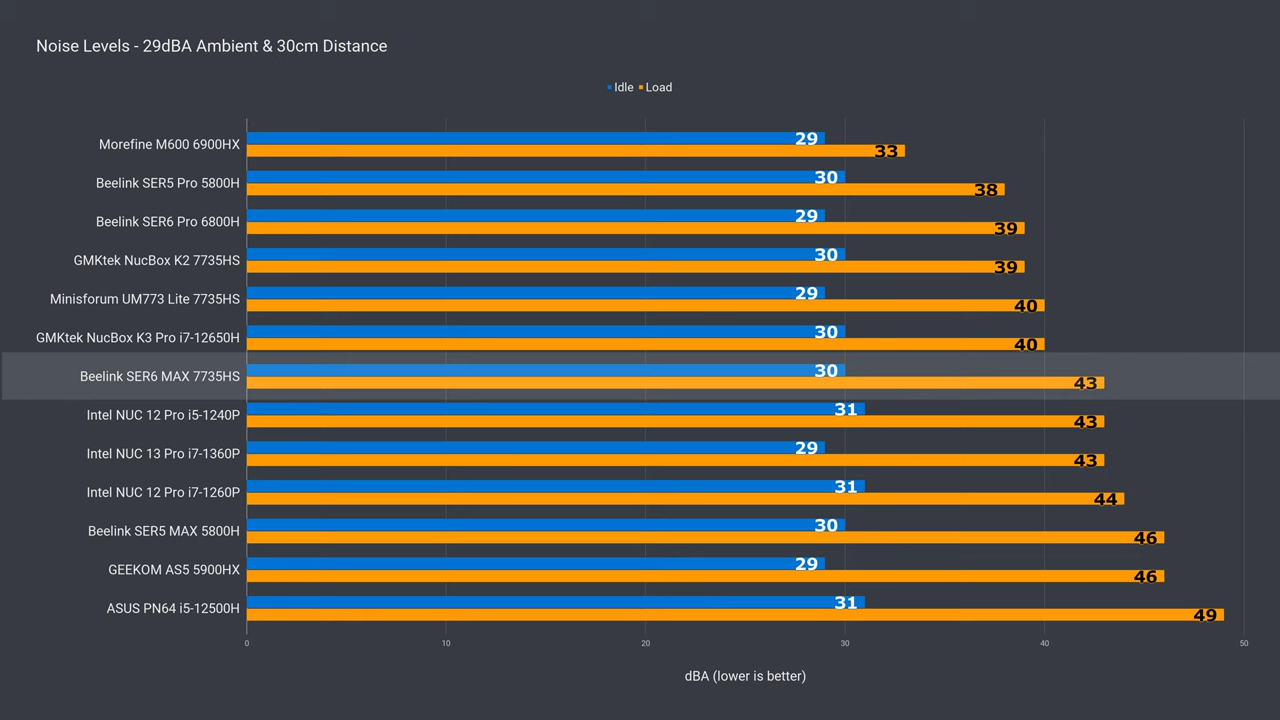 Noise Levels - 29dBA Ambient & 30cm Distance
Idle Load
Morefine M600 6900HX 29 33
Beelink SER5 Pro 5800H 30 38
Beelink SER6 Pro 6800H 29 39
GMKtek NucBox K2 7735HS 30 39
Minisforum UM773 Lite 7735HS 29 40
GMKtek NucBox K3 Pro i7-12650H 30 40
Beelink SER6 MAX 7735HS 30 43
Intel NUC 12 Pro i5-1240P 31 43
Intel NUC 13 Pro i7-1360P 29 43
Intel NUC 12 Pro i7-1260P 31 44
Beelink SER5 MAX 5800H 30 46
GEEKOM AS5 5900HX 29 46
ASUS PN64 i5-12500H 31 49
0 10 20 30 40 50
dBA (lower is better)